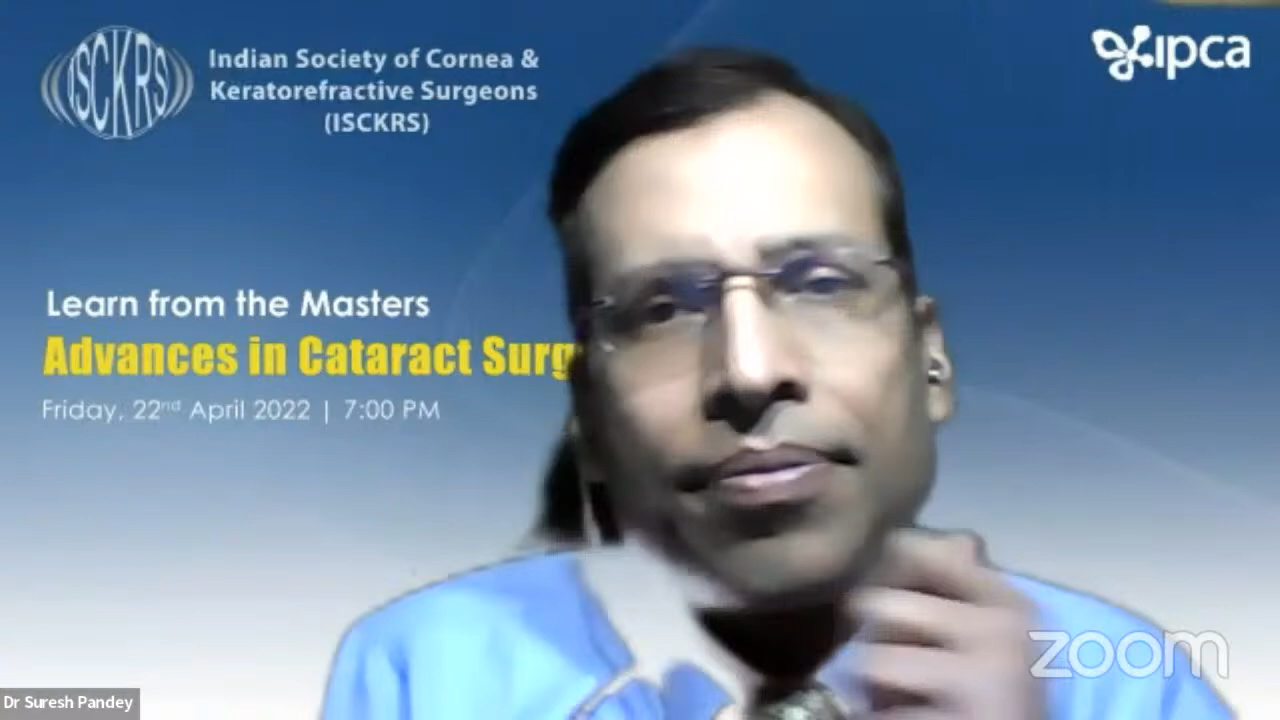 ISCKRS
Indian Society of Cornea &
Keratorefractive Surgeons
(ISCKRS)
ipca
Learn from the Masters
Advances in Cataract Surg
Friday, 22nd April 2022 | 7:00 PM
zoom
Dr Suresh Pandey